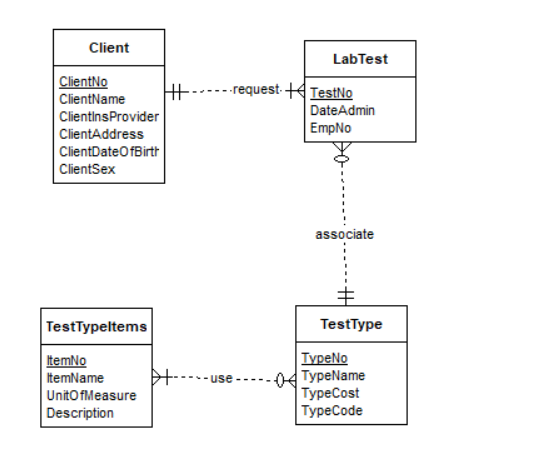 Client
ClientNo
ClientName
ClientInsProvider
ClientAddress
ClientDateOfBirth
ClientSex
request
LabTest
TestNo
DateAdmin
EmpNo
associate
TestTypeItems
ItemNo
ItemName
UnitOfMeasure
Description
use
TestType
TypeNo
TypeName
TypeCost
TypeCode